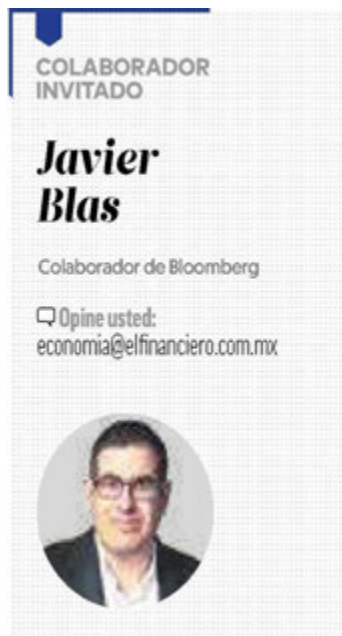 COLABORADOR
INVITADO
Javier
Blas
Colaborador de Bloomberg
Opine usted:
economia@elfinanciero.com.mx